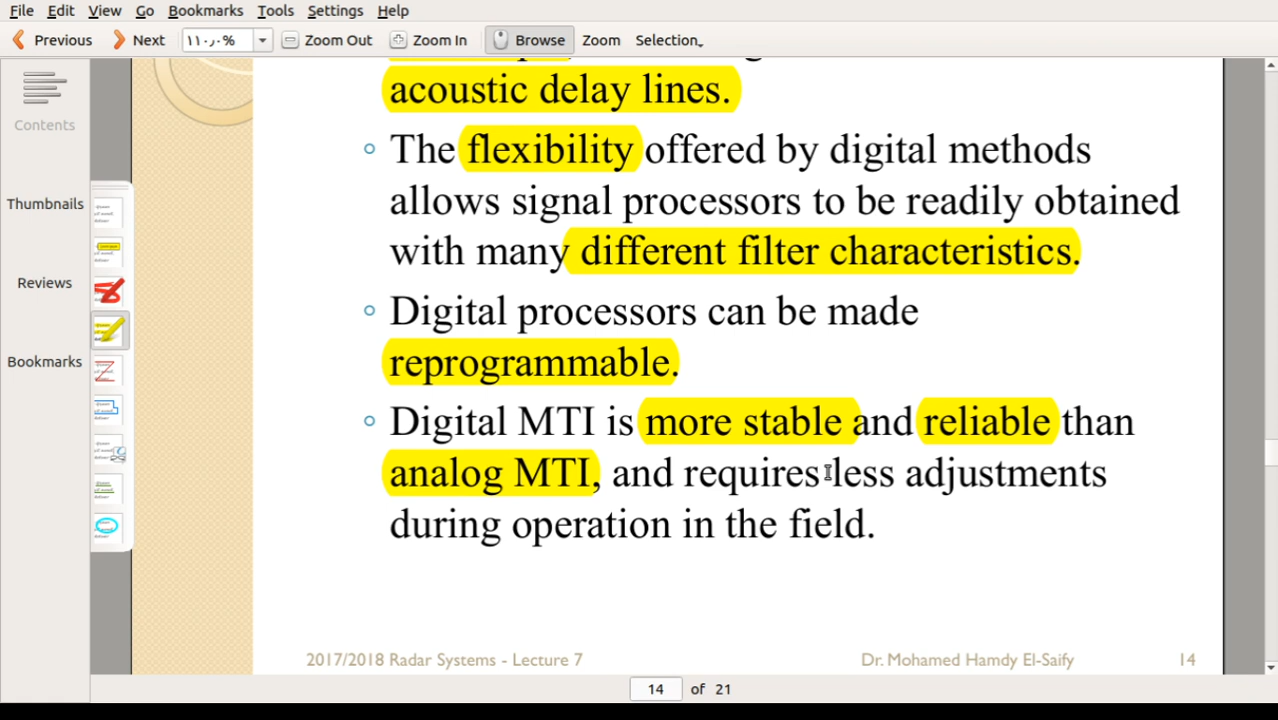 File Edit View Go Bookmarks Tools Settings Help
Previous Next ١١٠٫٠% Zoom Out Zoom In Browse Zoom Selection
Contents
Thumbnails
Reviews
Bookmarks
acoustic delay lines.
The flexibility offered by digital methods
allows signal processors to be readily obtained
with many different filter characteristics.
Digital processors can be made
reprogrammable.
Digital MTI is more stable and reliable than
analog MTI, and requires less adjustments
during operation in the field.
2017/2018 Radar Systems - Lecture 7 Dr. Mohamed Hamdy El-Saify 14
14 of 21